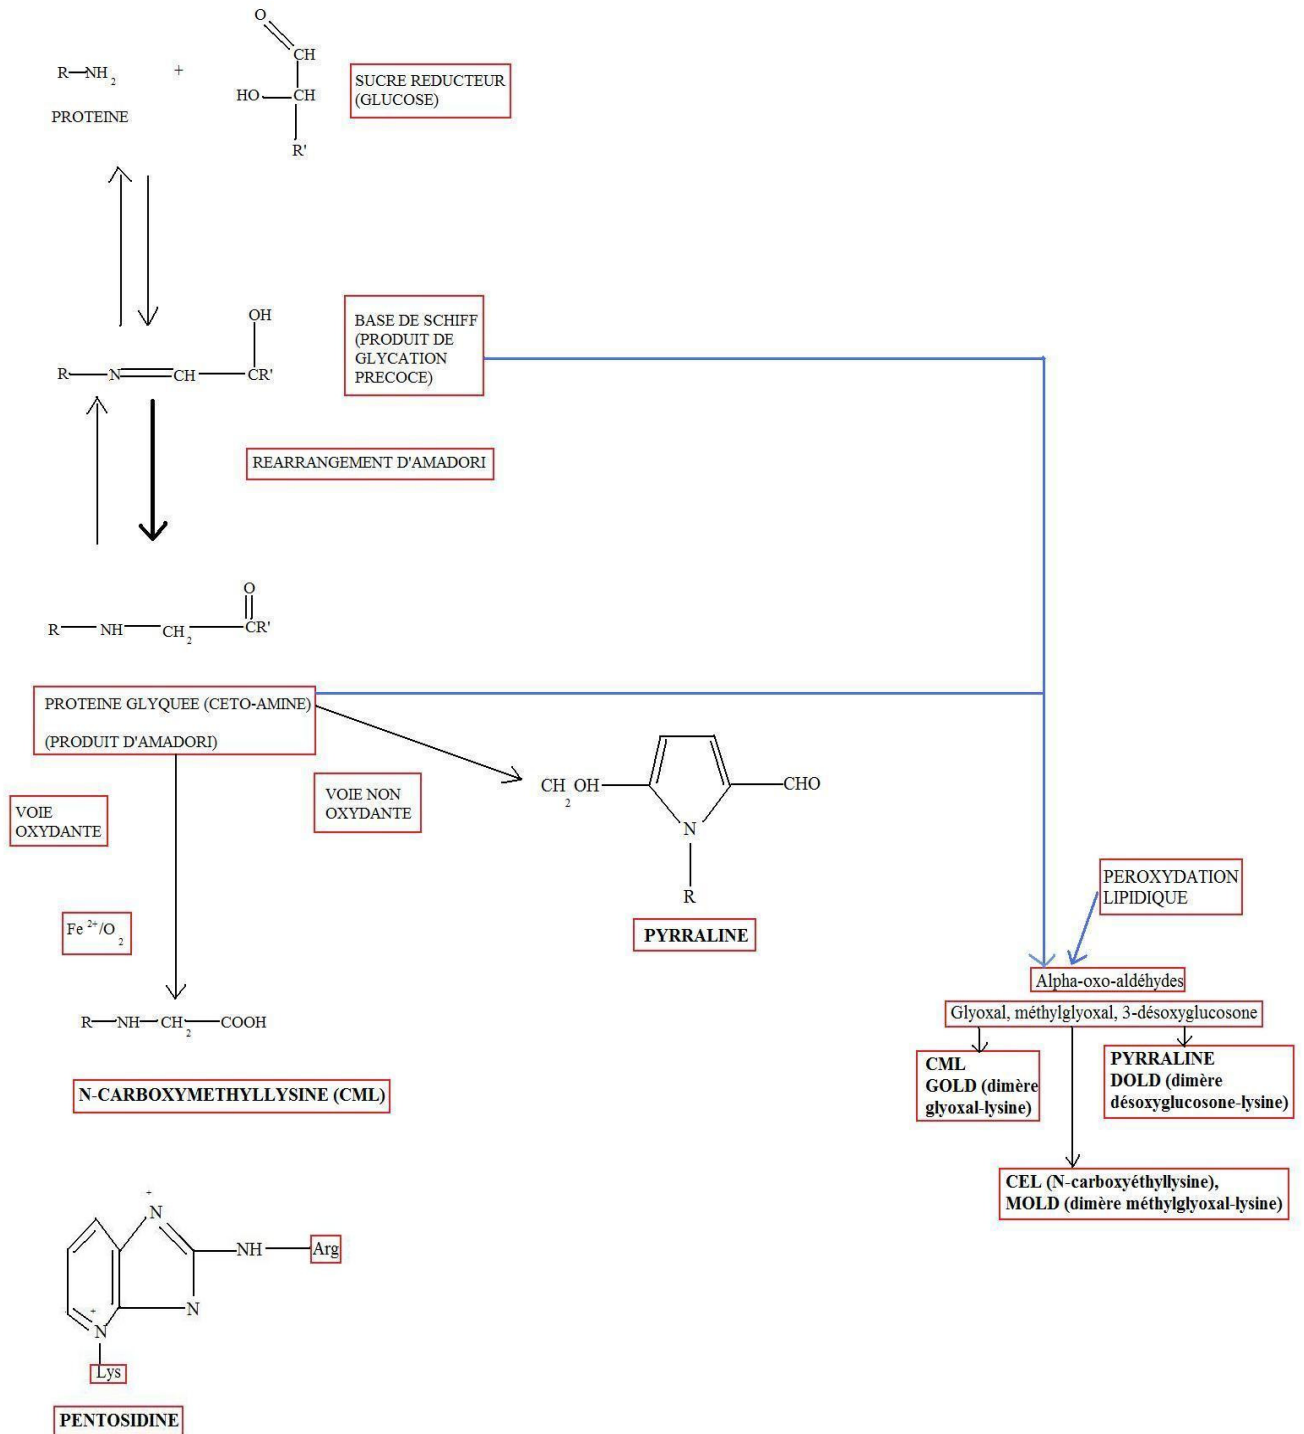 O
CH
R—NH2
+
HO—CH
R'
PROTEINE
SUCRE REDUCTEUR
(GLUCOSE)
OH
R—N=CH—CR'
BASE DE SCHIFF
(PRODUIT DE
GLYCATION
PRECOCE)
REARRANGEMENT D'AMADORI
O
R—NH—CH2—CR'
PROTEINE GLYQUEE (CETO-AMINE)
(PRODUIT D'AMADORI)
VOIE
OXYDANTE
VOIE NON
OXYDANTE
CH2OH
CHO
N
R
PYRRALINE
Fe 2+/O2
R—NH—CH2—COOH
N-CARBOXYMETHYLLYSINE (CML)
PEROXYDATION
LIPIDIQUE
Alpha-oxo-aldéhydes
Glyoxal, méthylglyoxal, 3-désoxyglucosone
CML
GOLD (dimère
glyoxal-lysine)
PYRRALINE
DOLD (dimère
désoxyglucosone-lysine)
CEL (N-carboxyéthyllysine),
MOLD (dimère méthylglyoxal-lysine)
+
N
NH—Arg
N
+
N
Lys
PENTOSIDINE